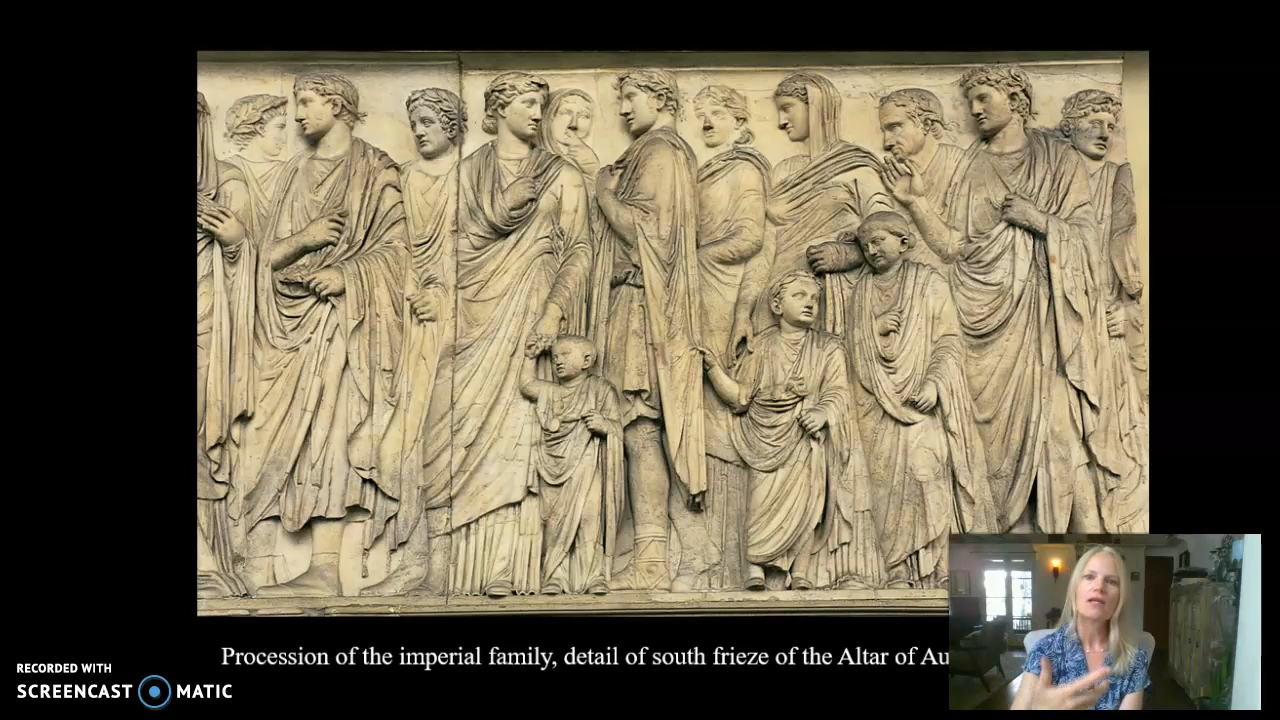 Procession of the imperial family, detail of south frieze of the Altar of Au
RECORDED WITH
SCREENCAST MATIC